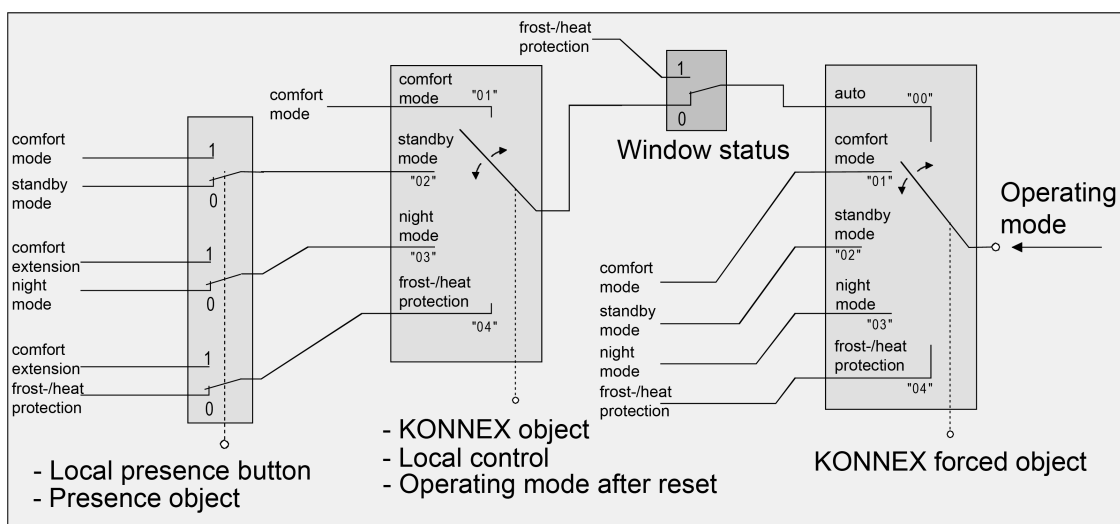 frost-/heat
protection
comfort
mode
standby
mode
comfort
extension
night
mode
comfort
extension
frost-/heat
protection
1
0
1
0
1
0
- Local presence button
- Presence object
comfort
mode
comfort
mode
"01"
standby
mode
"02"
night
mode
"03"
frost-/heat
protection
"04"
- KONNEX object
- Local control
- Operating mode after reset
1
0
Window status
comfort
mode
standby
mode
night
mode
frost-/heat
protection
auto
"00"
comfort
mode
"01"
standby
mode
"02"
night
mode
"03"
frost-/heat
protection
"04"
KONNEX forced object
Operating
mode